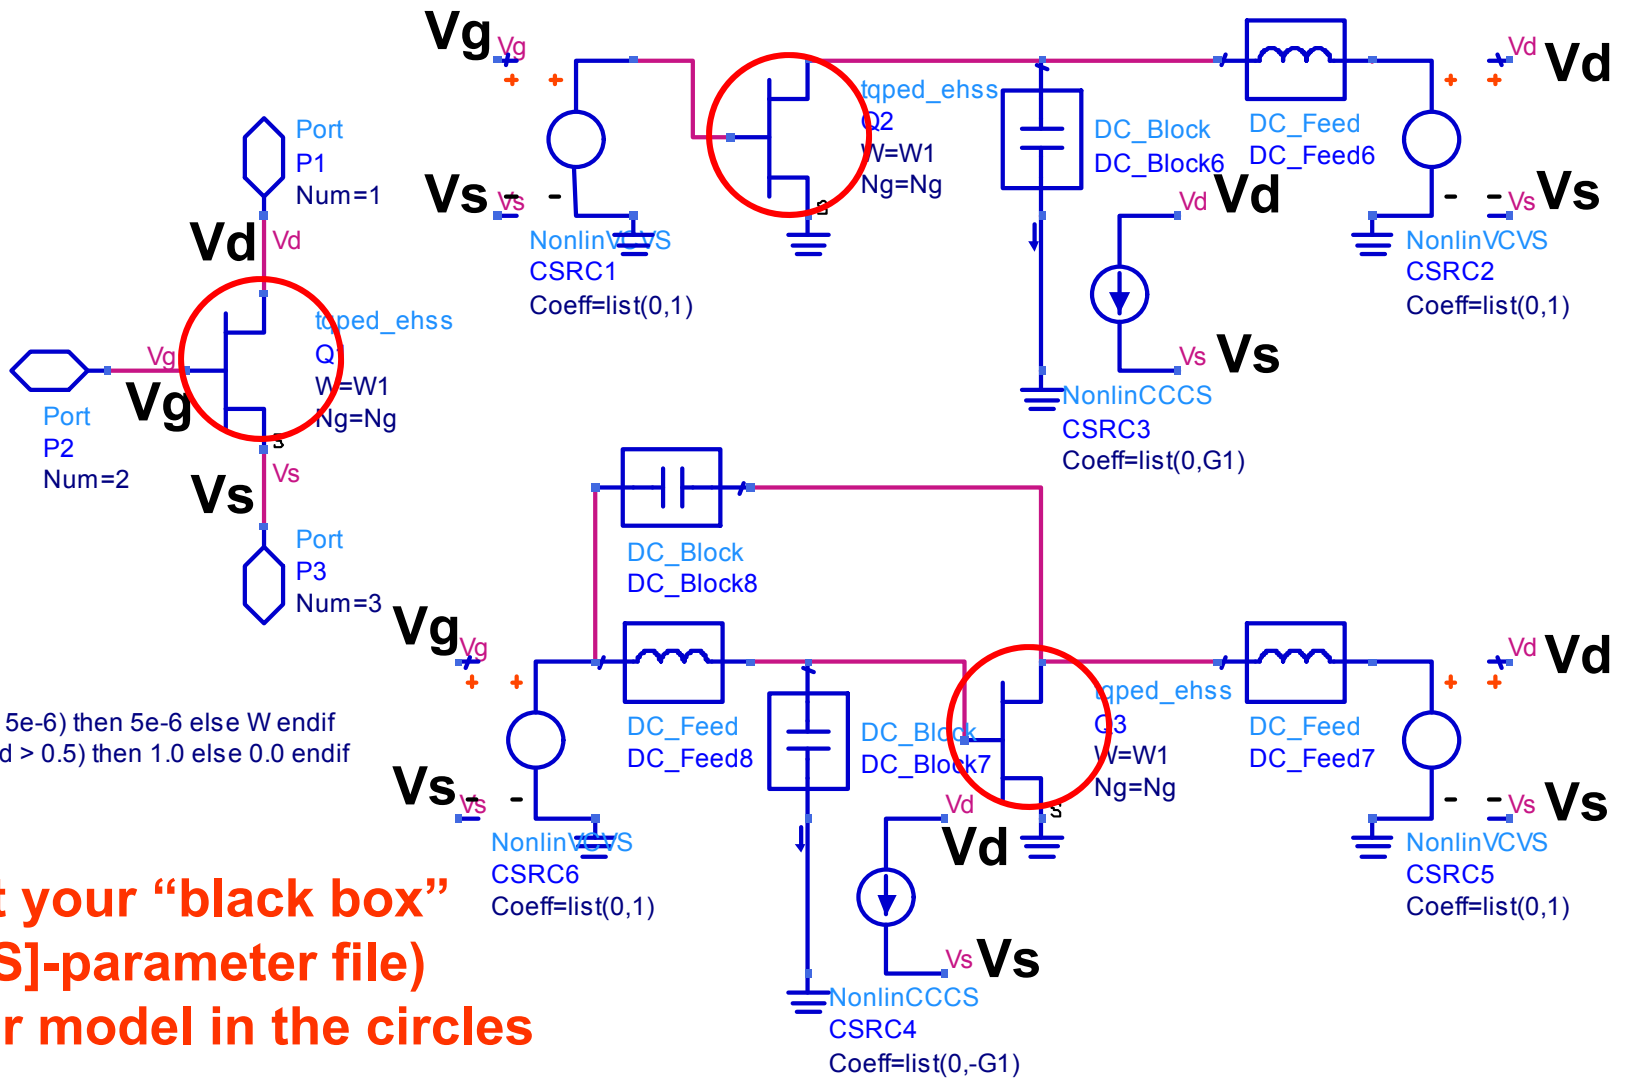 Vg
Vg
Vs
Vs
NonlinVCVS
CSRC1
Coeff=list(0,1)
tqped_ehss
Q2
W=W1
Ng=Ng
DC_Block
DC_Block6
DC_Feed
DC_Feed6
Vd
Vd
Vs
Vs
NonlinVCVS
CSRC2
Coeff=list(0,1)
Vd
Vd
Vs
Vs
NonlinCCCS
CSRC3
Coeff=list(0,G1)
Port
P1
Num=1
Vd
Vd
tqped_ehss
W=W1
Ng=Ng
Vg
Vg
Port
P2
Num=2
Vs
Vs
Port
P3
Num=3
DC_Block
DC_Block8
Vg
Vg
Vs
Vs
NonlinVCVS
CSRC6
Coeff=list(0,1)
DC_Feed
DC_Feed8
DC_Block
DC_Block7
tqped_ehss
Q3
W=W1
Ng=Ng
DC_Feed
DC_Feed7
Vd
Vd
Vs
Vs
NonlinVCVS
CSRC5
Coeff=list(0,1)
Vd
Vd
Vs
Vs
NonlinCCCS
CSRC4
Coeff=list(0,-G1)
5e-6) then 5e-6 else W endif
d > 0.5) then 1.0 else 0.0 endif
t your “black box”
S]-parameter file)
r model in the circles